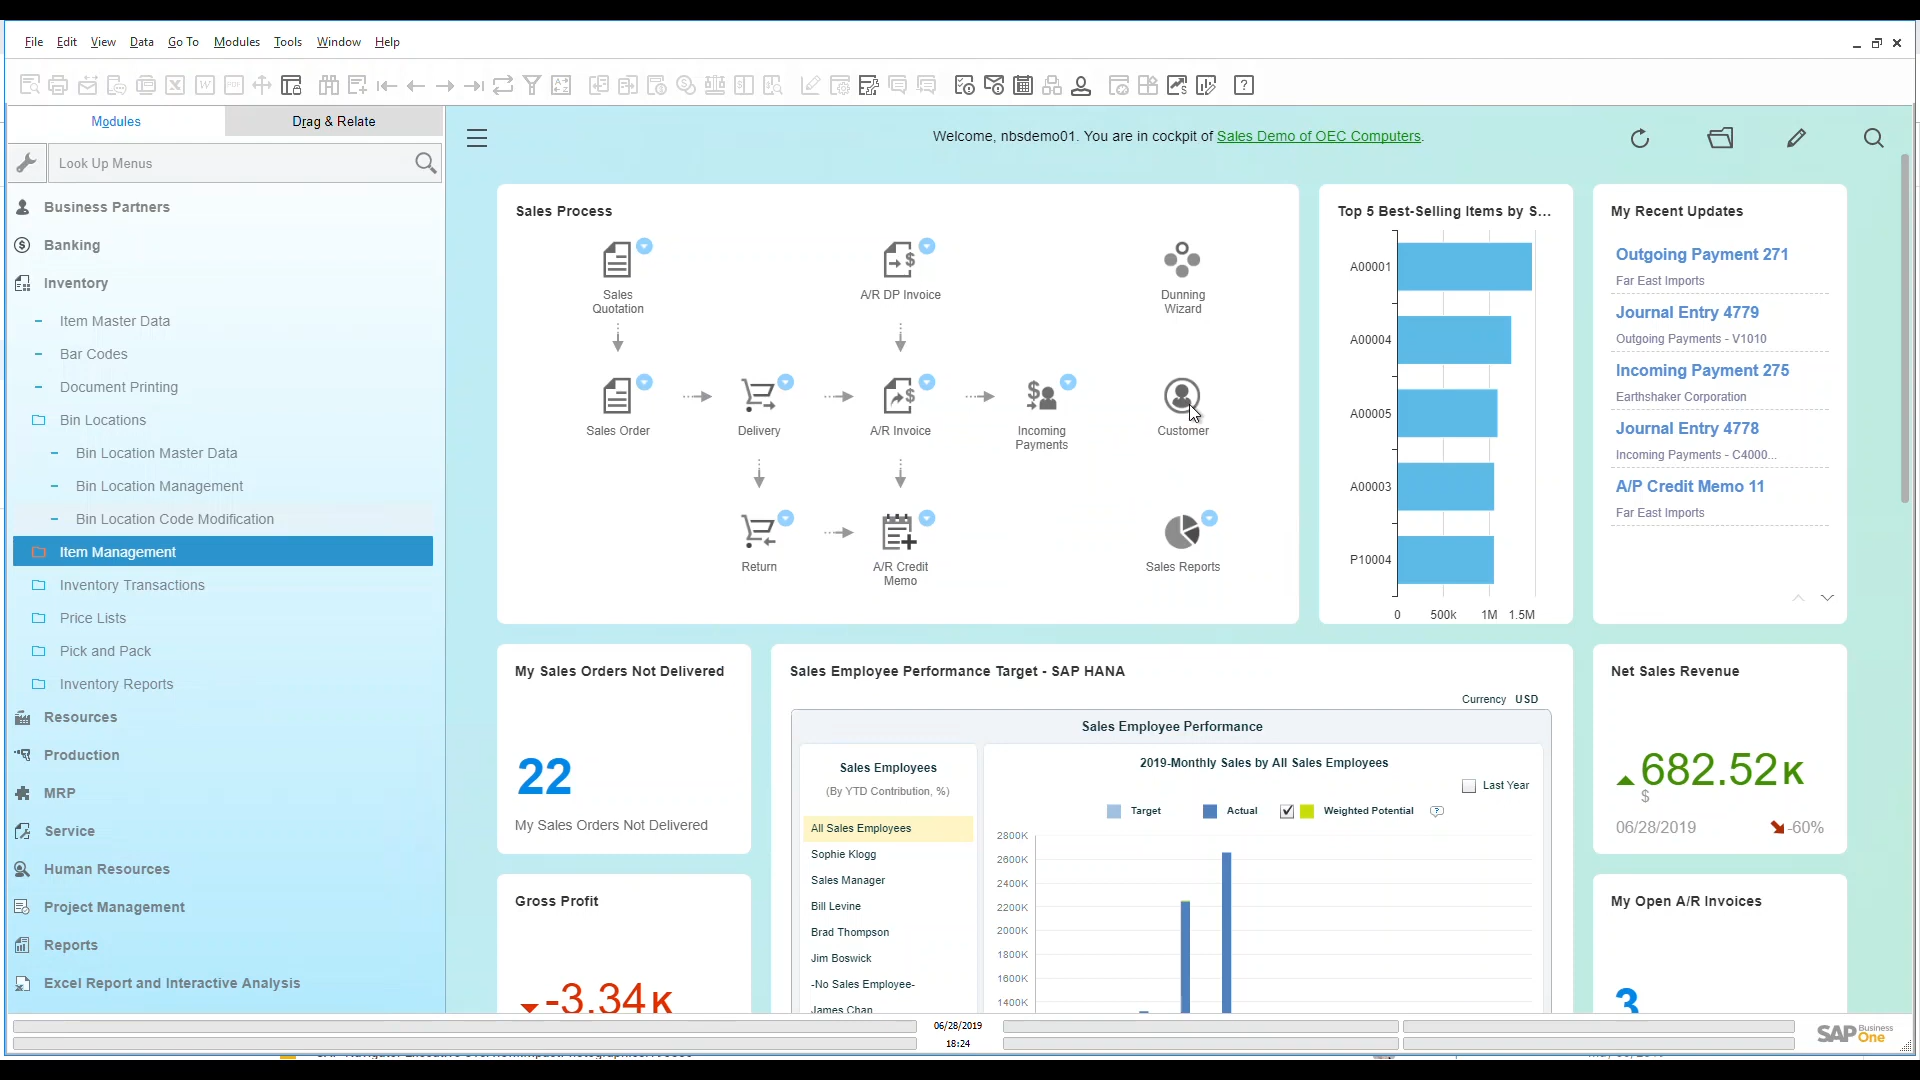 File Edit View Data Go To Modules Tools Window Help
Modules
Drag & Relate
Look Up Menus
Business Partners
Banking
Inventory
Item Master Data
Bar Codes
Document Printing
Bin Locations
Bin Location Master Data
Bin Location Management
Bin Location Code Modification
Item Management
Inventory Transactions
Price Lists
Pick and Pack
Inventory Reports
Resources
Production
MRP
Service
Human Resources
Project Management
Reports
Excel Report and Interactive Analysis
Welcome, nbsdemo01. You are in cockpit of Sales Demo of OEC Computers.
Sales Process
Sales
Quotation
A/R DP Invoice
Dunning
Wizard
Sales Order
Delivery
A/R Invoice
Incoming
Payments
Customer
Return
A/R Credit
Memo
Sales Reports
Top 5 Best-Selling Items by S...
A00001
A00004
A00005
A00003
P10004
0 500k 1M 1.5M
My Recent Updates
Outgoing Payment 271
Far East Imports
Journal Entry 4779
Outgoing Payments - V1010
Incoming Payment 275
Earthshaker Corporation
Journal Entry 4778
Incoming Payments - C4000...
A/P Credit Memo 11
Far East Imports
My Sales Orders Not Delivered
22
My Sales Orders Not Delivered
Gross Profit
-3.34K
Sales Employee Performance Target - SAP HANA
Currency USD
Sales Employee Performance
Sales Employees
(By YTD Contribution, %)
All Sales Employees
Sophie Klogg
Sales Manager
Bill Levine
Brad Thompson
Jim Boswick
-No Sales Employee-
James Chan
2019-Monthly Sales by All Sales Employees
Last Year
Target Actual Weighted Potential
2800K
2600K
2400K
2200K
2000K
1800K
1600K
1400K
Net Sales Revenue
682.52K
$
06/28/2019 -60%
My Open A/R Invoices
3
06/28/2019
18:24
SAP Business One